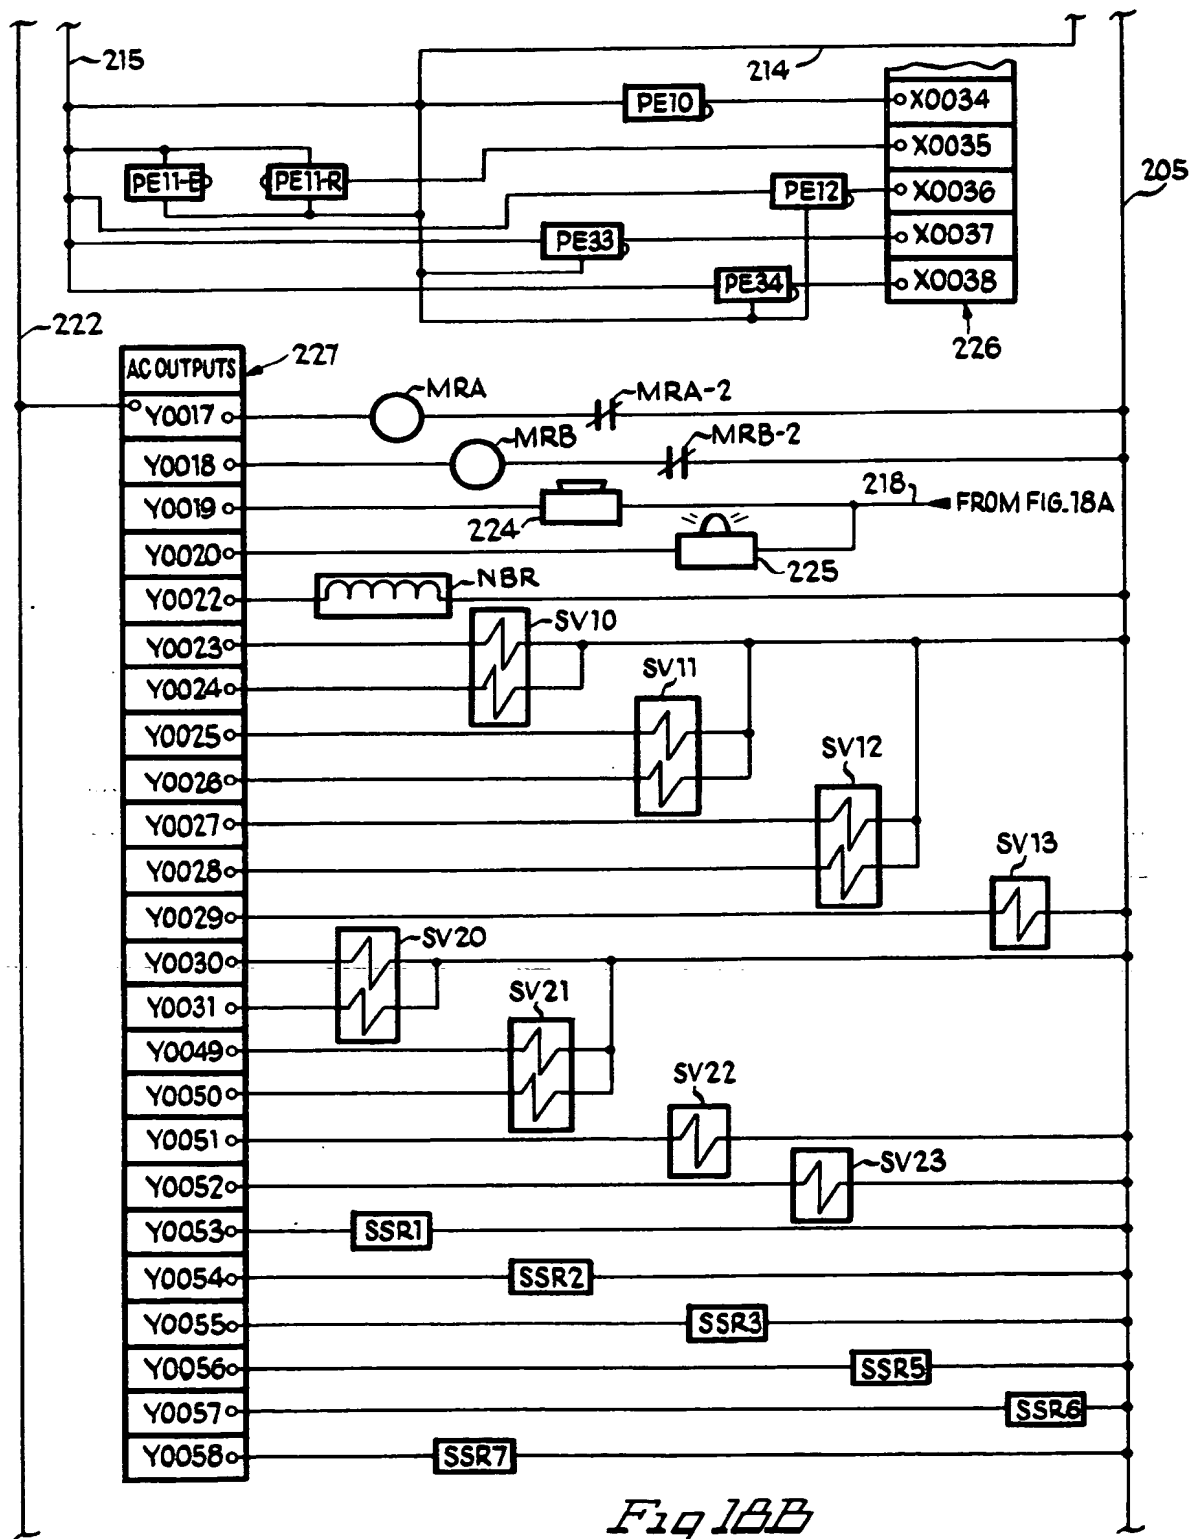 215
214
PE10
X0034
X0035
PE11-E
PE11-R
PE12
X0036
205
PE33
X0037
PE34
X0038
222
226
AC OUTPUTS
227
MRA
MRA-2
Y0017
MRB
MRB-2
Y0018
Y0019
224
218
FROM FIG.18A
Y0020
225
NBR
Y0022
SV10
Y0023
SV11
Y0024
Y0025
SV12
Y0026
Y0027
SV13
Y0028
Y0029
SV20
Y0030
SV21
Y0031
Y0049
SV22
Y0050
Y0051
SV23
Y0052
Y0053
SSR1
Y0054
SSR2
Y0055
SSR3
Y0056
SSR5
Y0057
SSR6
Y0058
SSR7
Fig 18B